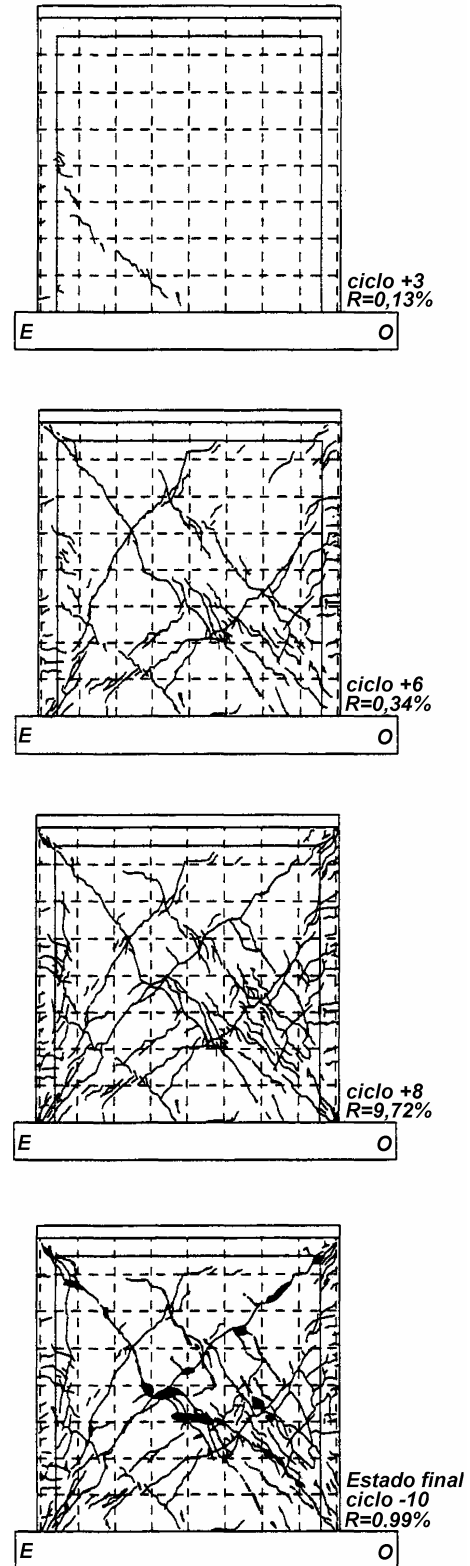 ciclo +3
R=0,13%
E O
ciclo +6
R=0,34%
E O
ciclo +8
R=9,72%
E O
Estado final
ciclo -10
R=0.99%
E O